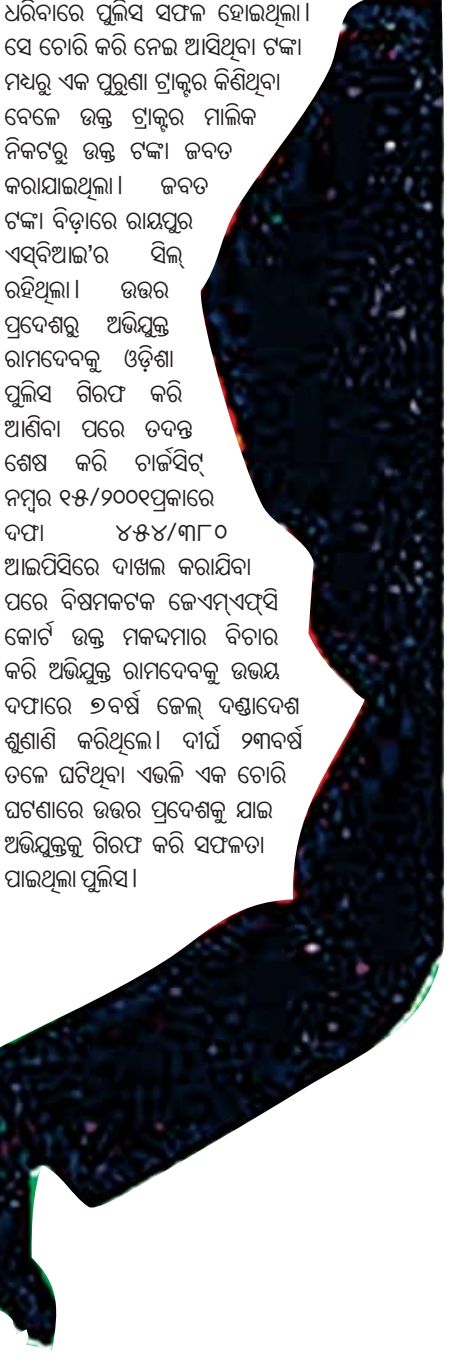 ଧରିବାରେ ପୁଲିସ ସଫଳ ହୋଇଥିଲା।
ସେ ଚୋରି କରି ନେଇ ଆସିଥିବା ଟଙ୍କା
ମଧ୍ୟରୁ ଏକ ପୁରୁଣା ଟ୍ରାକ୍ଟର କିଣିଥିବା
ବେଳେ ଉକ୍ତ ଟ୍ରାକ୍ଟର ମାଲିକ
ନିକଟରୁ ଉକ୍ତ ଟଙ୍କା ଜବତ
କରାଯାଇଥିଲା। ଜବତ
ଟଙ୍କା ବିଡ଼ାରେ ରାୟପୁର
ଏସ୍‌ବିଆଇ'ର ସିଲ୍
ରହିଥିଲା। ଉତ୍ତର
ପ୍ରଦେଶରୁ ଅଭିଯୁକ୍ତ
ରାମଦେବକୁ ଓଡ଼ିଶା
ପୁଲିସ ଗିରଫ କରି
ଆଣିବା ପରେ ତଦନ୍ତ
ଶେଷ କରି ଚାର୍ଜସିଟ୍
ନମ୍ବର ୧୫/୨୦୦୧ପ୍ରକାରେ
ଦଫା ୪୫୪/୩୮୦
ଆଇପିସିରେ ଦାଖଲ କରାଯିବା
ପରେ ବିଷମକଟକ ଜେଏମ୍‌ଏଫ୍‌ସି
କୋର୍ଟ ଉକ୍ତ ମକଦ୍ଦମାର ବିଚାର
କରି ଅଭିଯୁକ୍ତ ରାମଦେବକୁ ଉଭୟ
ଦଫାରେ ୭ବର୍ଷ ଜେଲ୍ ଦଣ୍ଡାଦେଶ
ଶୁଣାଣି କରିଥିଲେ। ଦୀର୍ଘ ୨୩ବର୍ଷ
ତଳେ ଘଟିଥିବା ଏଭଳି ଏକ ଚୋରି
ଘଟଣାରେ ଉତ୍ତର ପ୍ରଦେଶକୁ ଯାଇ
ଅଭିଯୁକ୍ତକୁ ଗିରଫ କରି ସଫଳତା
ପାଇଥିଲା ପୁଲିସ।